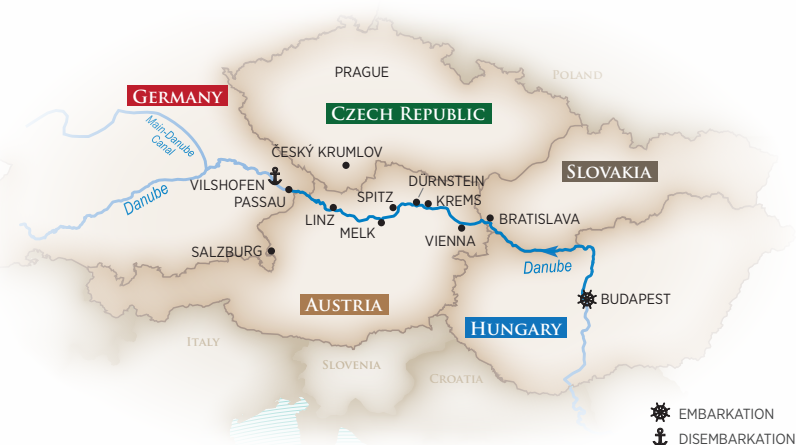 PRAGUE
POLAND
GERMANY
CZECH REPUBLIC
Main-Danube
Canal
ČESKÝ KRUMLOV
SLOVAKIA
VILSHOFEN
DÜRNSTEIN
Danube
PASSAU
SPITZ
KREMS
LINZ
BRATISLAVA
MELK
VIENNA
SALZBURG
Danube
AUSTRIA
BUDAPEST
HUNGARY
ITALY
SLOVENIA
CROATIA
EMBARKATION
DISEMBARKATION